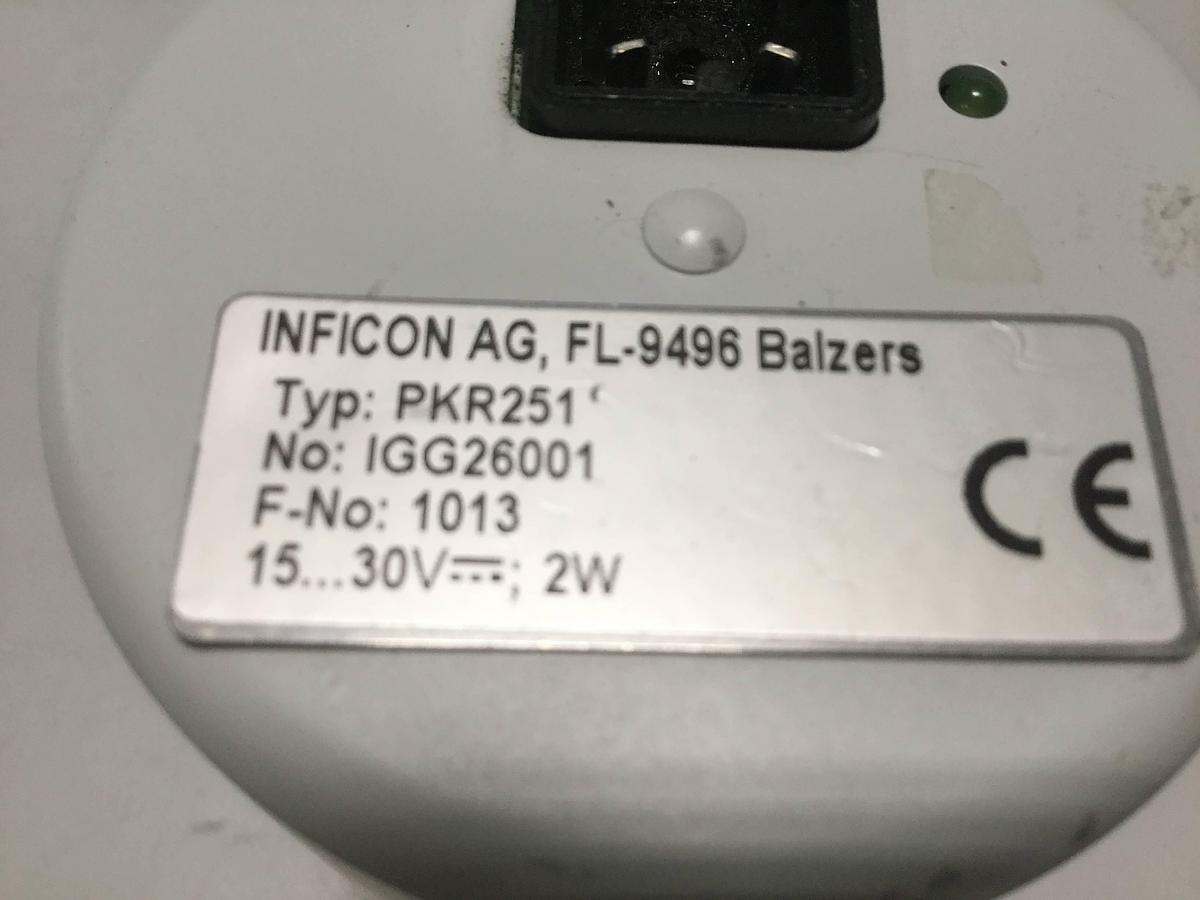 INFICON AG, FL-9496 Balzers
Typ: PKR251
No: IGG26001
F-No: 1013
15...30V⎓; 2W
CE